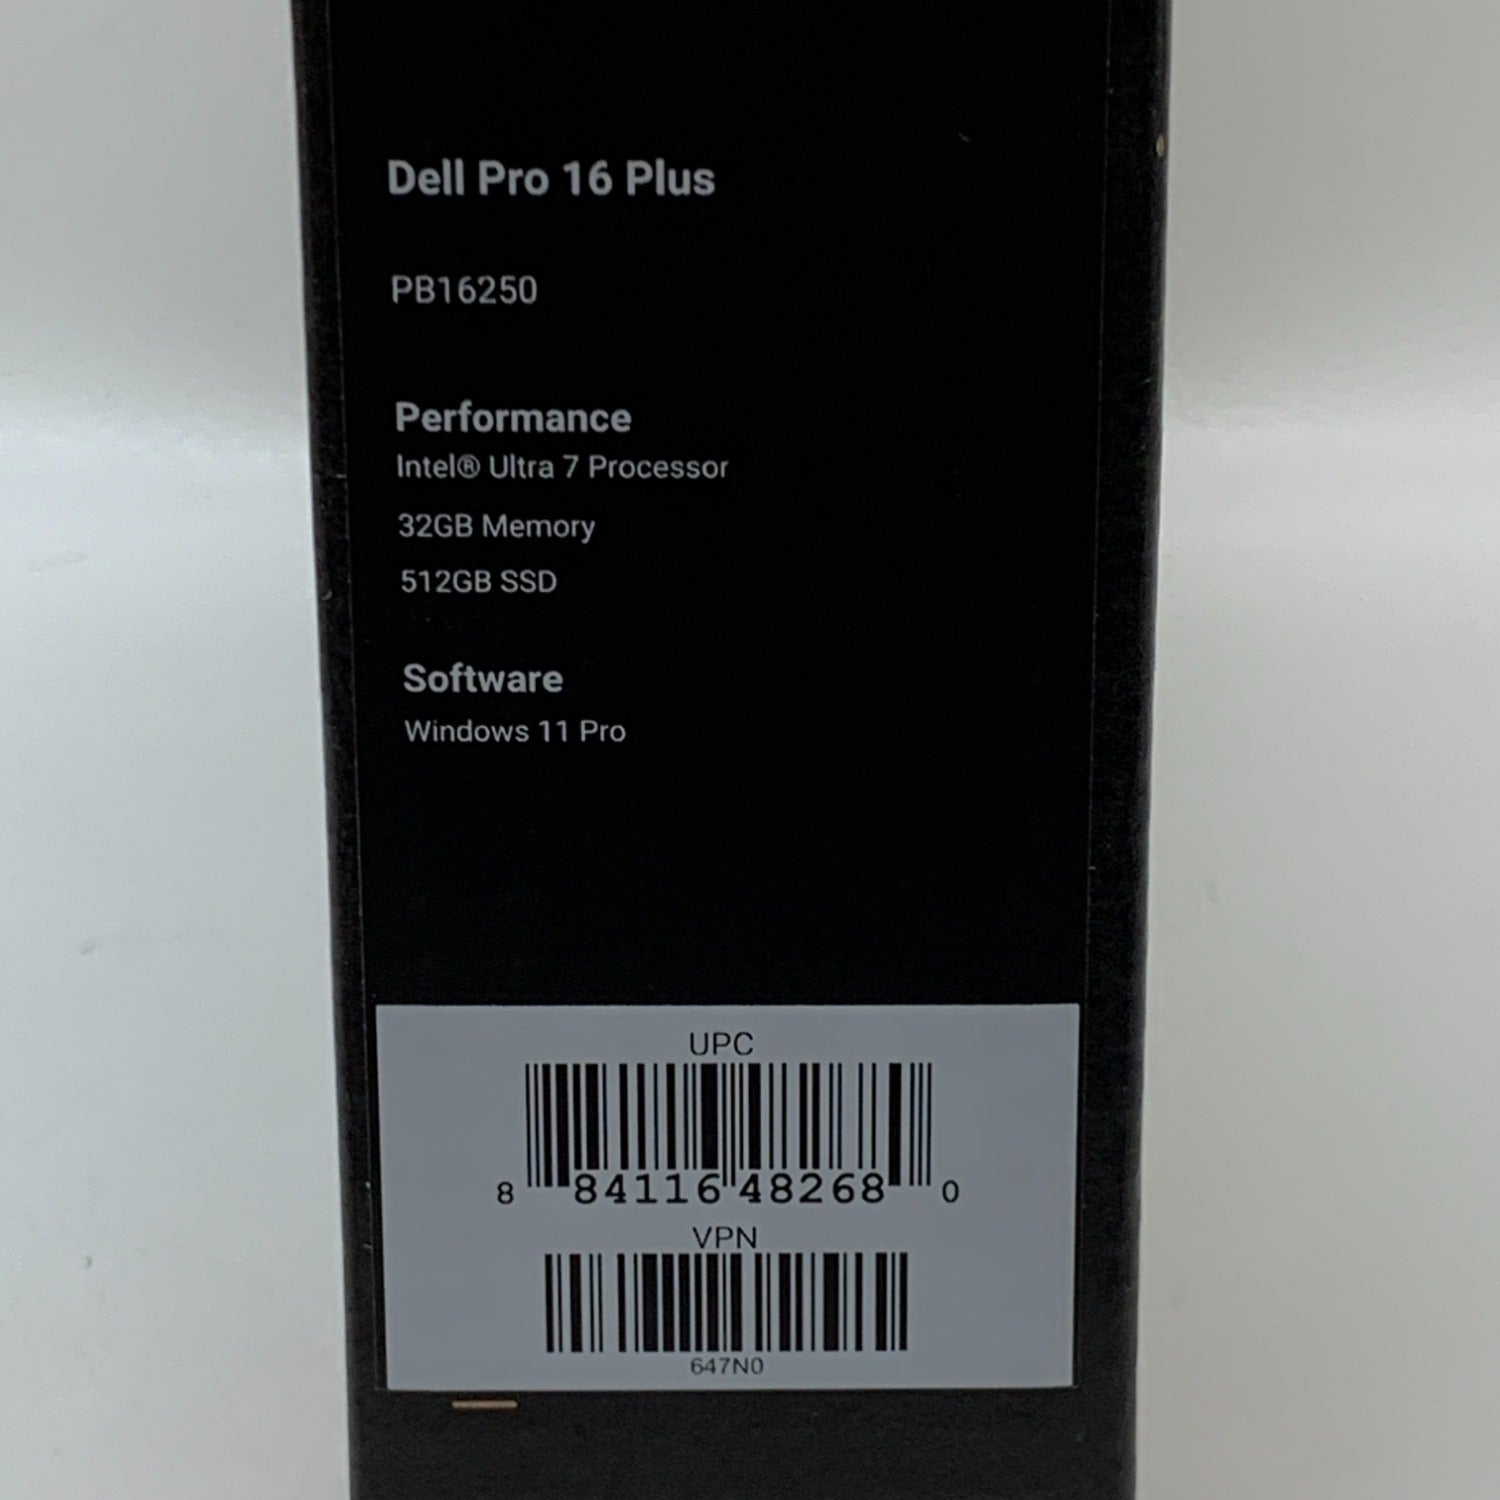 Dell Pro 16 Plus
PB16250
Performance
Intel® Ultra 7 Processor
32GB Memory
512GB SSD
Software
Windows 11 Pro
UPC
8 84116 48268 0
VPN
647N0